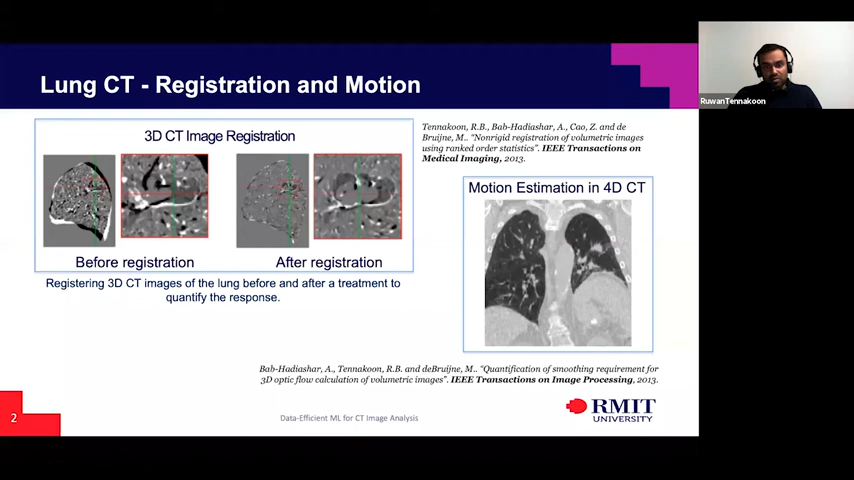 Lung CT - Registration and Motion
RuwanTennakoon
3D CT Image Registration
Before registration
After registration
Registering 3D CT images of the lung before and after a treatment to
quantify the response.
Tennakoon, R.B., Bab-Hadiashar, A., Cao, Z. and de
Bruijne, M.. "Nonrigid registration of volumetric images
using ranked order statistics". IEEE Transactions on
Medical Imaging, 2013.
Motion Estimation in 4D CT
Bab-Hadiashar, A., Tennakoon, R.B. and deBruijne, M.. "Quantification of smoothing requirement for
3D optic flow calculation of volumetric images". IEEE Transactions on Image Processing, 2013.
2
Data-Efficient ML for CT Image Analysis
RMIT
UNIVERSITY